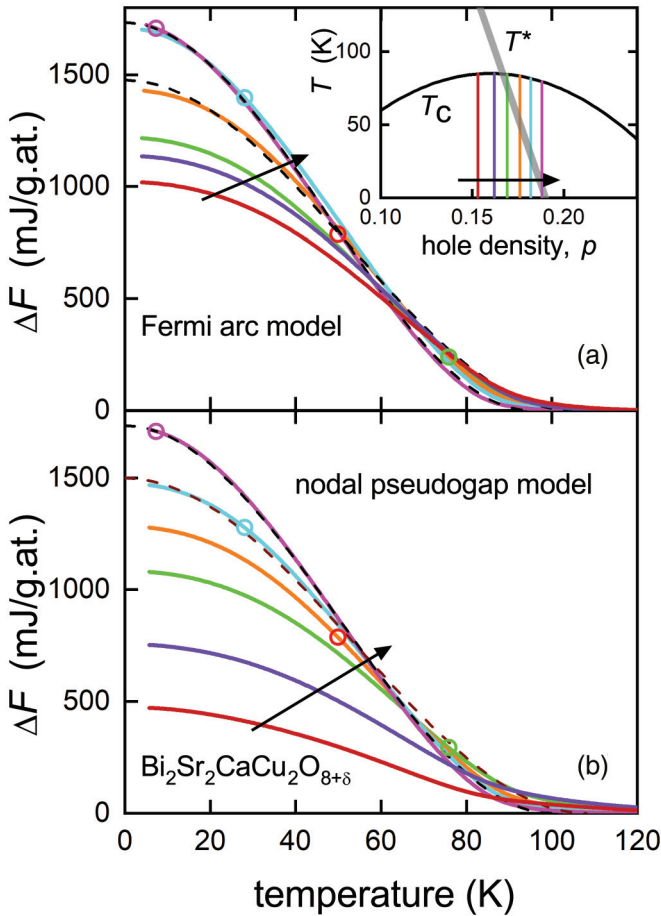 (a)
T (K)
100
50
0
T*
T_C
0.10 0.15 0.20
hole density, p
1500
1000
500
0
ΔF (mJ/g.at.)
Fermi arc model
(b)
nodal pseudogap model
1500
1000
500
0
ΔF (mJ/g.at.)
Bi₂Sr₂CaCu₂O₈₊δ
0 20 40 60 80 100 120
temperature (K)